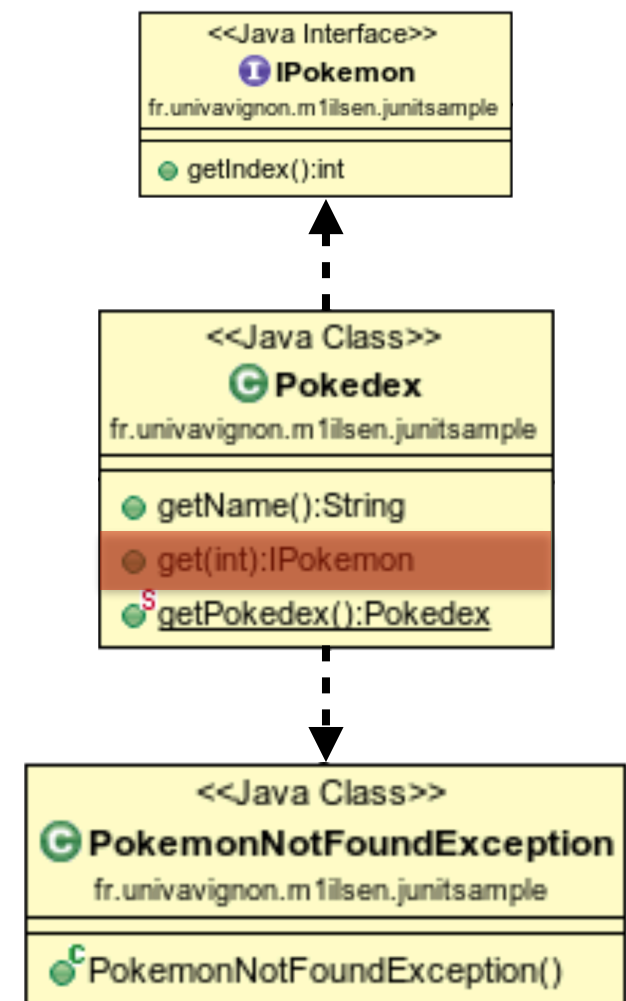 <<Java Interface>>
I IPokemon
fr.univavignon.m1ilsen.junitsample
getIndex():int
<<Java Class>>
C Pokedex
fr.univavignon.m1ilsen.junitsample
getName():String
get(int):IPokemon
S getPokedex():Pokedex
<<Java Class>>
C PokemonNotFoundException
fr.univavignon.m1ilsen.junitsample
C PokemonNotFoundException()